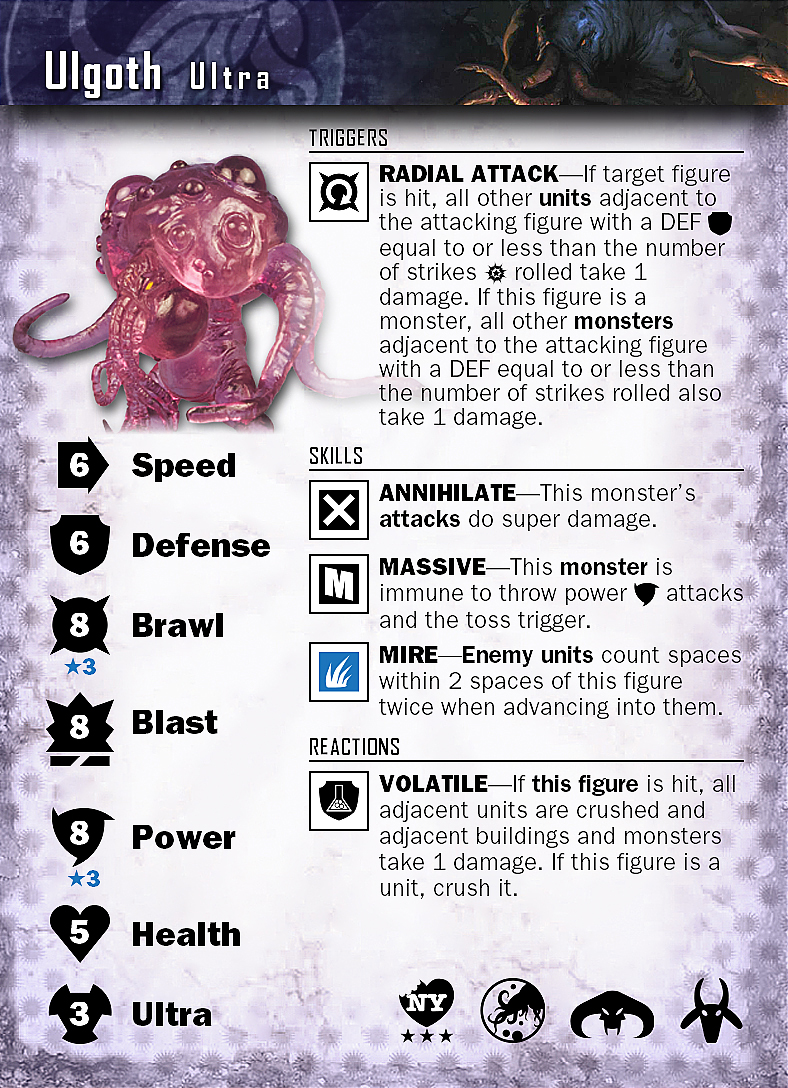 Ulgoth Ultra
TRIGGERS
RADIAL ATTACK—If target figure
is hit, all other units adjacent to
the attacking figure with a DEF
equal to or less than the number
of strikes rolled take 1
damage. If this figure is a
monster, all other monsters
adjacent to the attacking figure
with a DEF equal to or less than
the number of strikes rolled also
take 1 damage.
6 Speed
6 Defense
8 Brawl
★3
8 Blast
8 Power
★3
5 Health
3 Ultra
SKILLS
ANNIHILATE—This monster's
attacks do super damage.
M
MASSIVE—This monster is
immune to throw power attacks
and the toss trigger.
MIRE—Enemy units count spaces
within 2 spaces of this figure
twice when advancing into them.
REACTIONS
VOLATILE—If this figure is hit, all
adjacent units are crushed and
adjacent buildings and monsters
take 1 damage. If this figure is a
unit, crush it.
NY
★★★